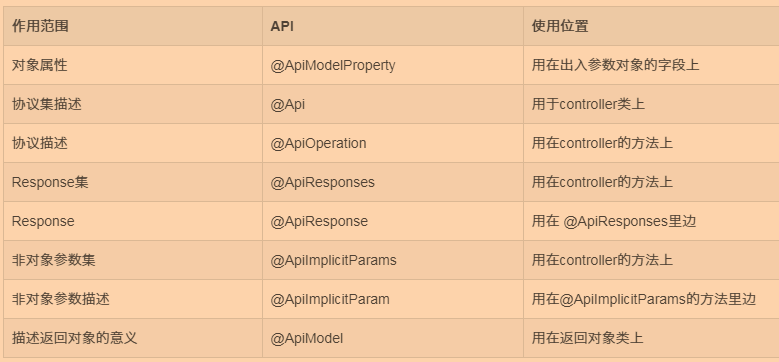 作用范围 API 使用位置
对象属性 @ApiModelProperty 用在出入参数对象的字段上
协议集描述 @Api 用于controller类上
协议描述 @ApiOperation 用在controller的方法上
Response集 @ApiResponses 用在controller的方法上
Response @ApiResponse 用在 @ApiResponses里边
非对象参数集 @ApiImplicitParams 用在controller的方法上
非对象参数描述 @ApiImplicitParam 用在@ApiImplicitParams的方法里边
描述返回对象的意义 @ApiModel 用在返回对象类上